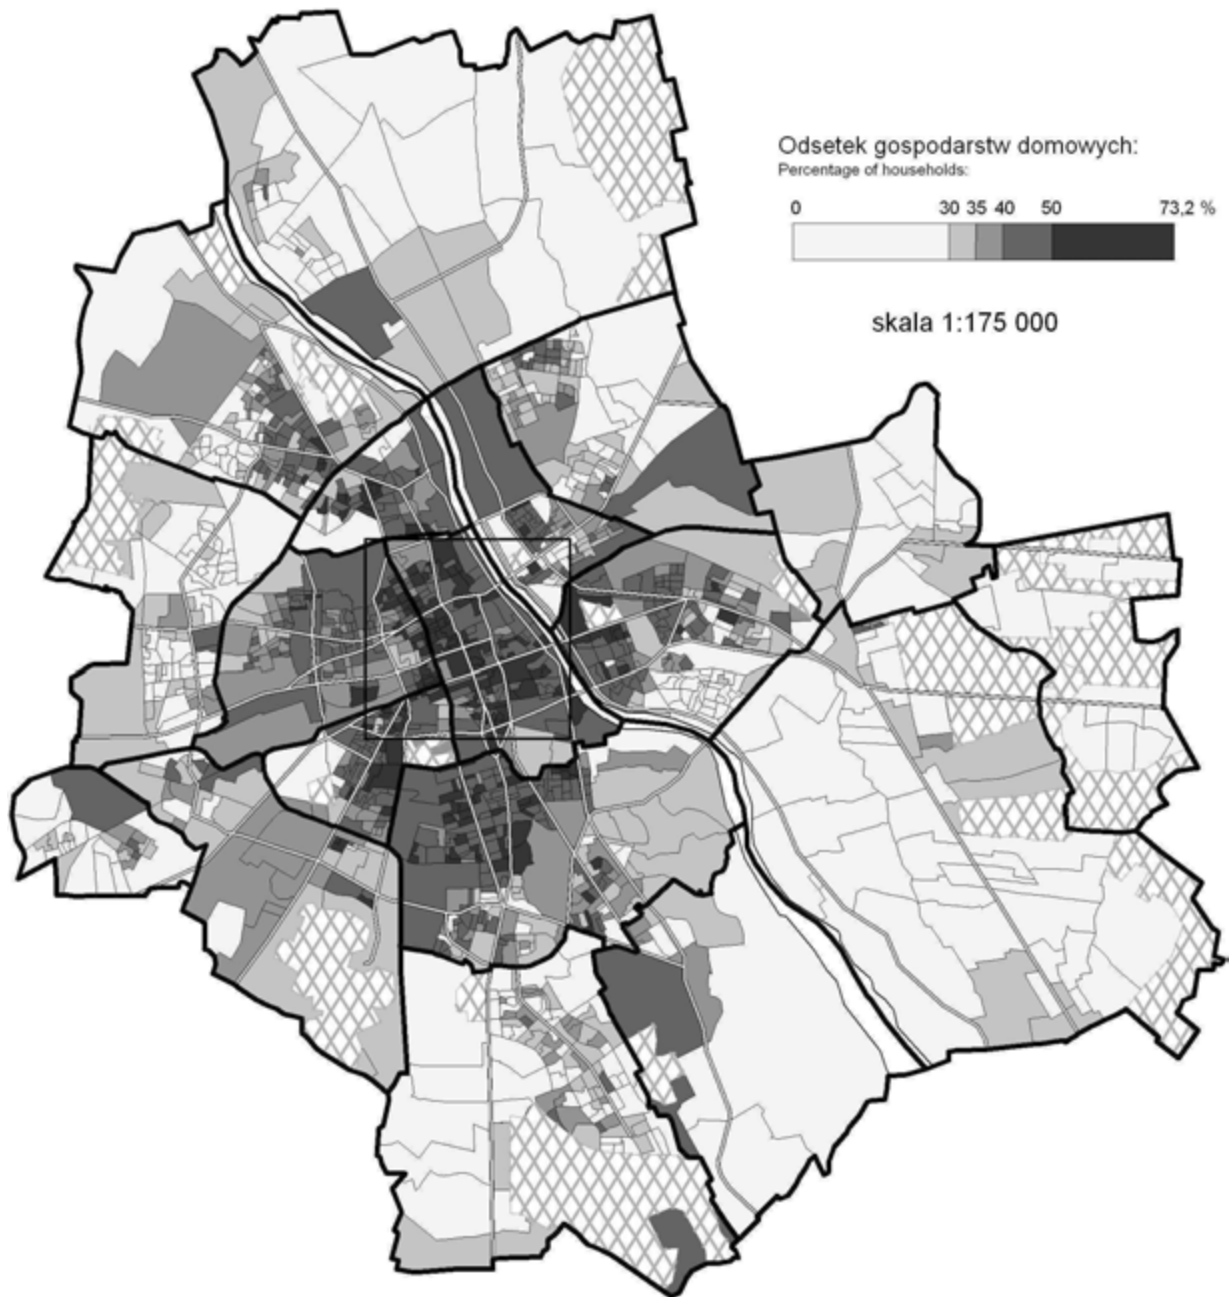 Odsetek gospodarstw domowych:
Percentage of households:
0 30 35 40 50 73,2 %
skala 1:175 000